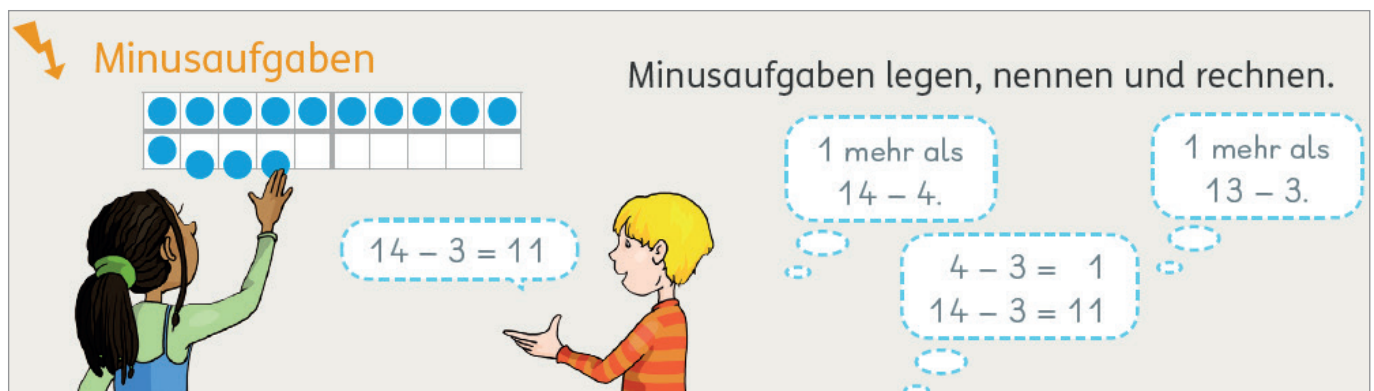 Minusaufgaben
Minusaufgaben legen, nennen und rechnen.
14 – 3 = 11
1 mehr als
14 – 4.
4 – 3 = 1
14 – 3 = 11
1 mehr als
13 – 3.